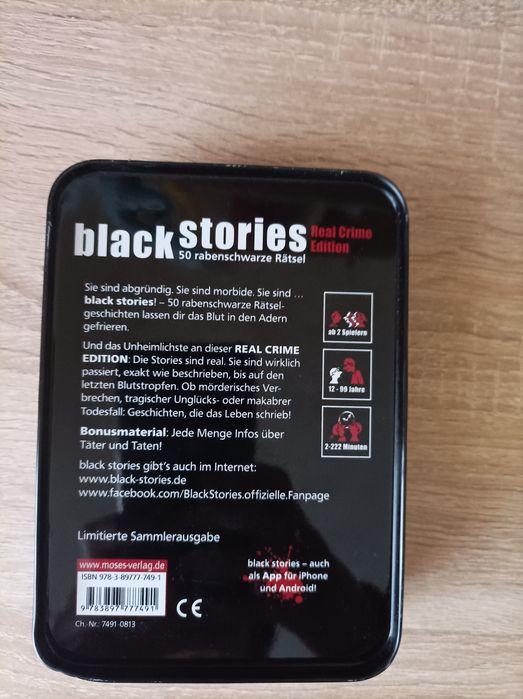 black stories Real Crime
Edition
50 rabenschwarze Rätsel
Sie sind abgründig. Sie sind morbide. Sie sind ...
black stories! – 50 rabenschwarze Rätsel-
geschichten lassen dir das Blut in den Adern
gefrieren.
Und das Unheimlichste an dieser REAL CRIME
EDITION: Die Stories sind real. Sie sind wirklich
passiert, exakt wie beschrieben, bis auf den
letzten Blutstropfen. Ob mörderisches Ver-
brechen, tragischer Unglücks- oder makabrer
Todesfall: Geschichten, die das Leben schrieb!
Bonusmaterial: Jede Menge Infos über
Täter und Taten!
black stories gibt's auch im Internet:
www.black-stories.de
www.facebook.com/BlackStories.offizielle.Fanpage
ab 2 Spielern
12 - 99 Jahre
2-222 Minuten
Limitierte Sammlerausgabe
www.moses-verlag.de
ISBN 978-3-89777-749-1
9 783897 777491
Ch.-Nr.: 7491-0813
CE
black stories – auch
als App für iPhone
und Android!